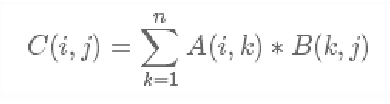 C(i, j) = \sum_{k=1}^{n} A(i, k) * B(k, j)